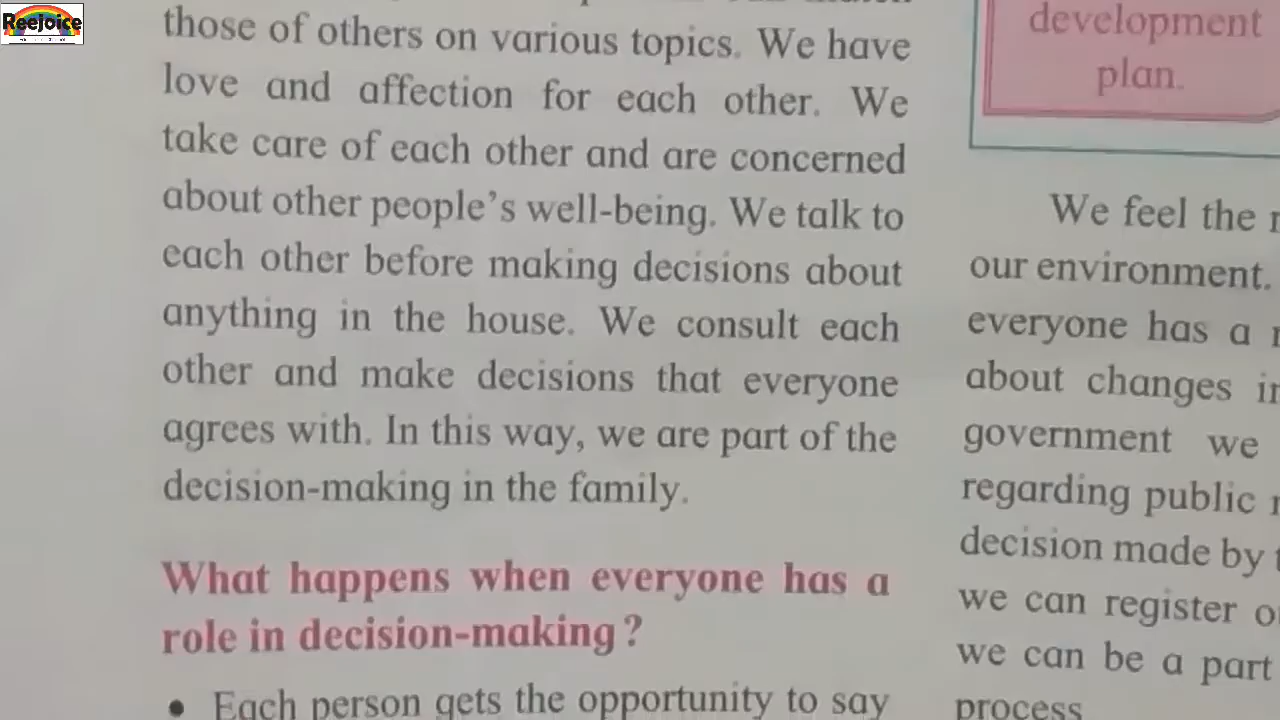 ReeJoice
those of others on various topics. We have
love and affection for each other. We
take care of each other and are concerned
about other people's well-being. We talk to
each other before making decisions about
anything in the house. We consult each
other and make decisions that everyone
agrees with. In this way, we are part of the
decision-making in the family.
What happens when everyone has a
role in decision-making?
• Each person gets the opportunity to say
development
plan.
We feel the
our environment.
everyone has a
about changes
government we
regarding public
decision made by
we can register
we can be a part
process